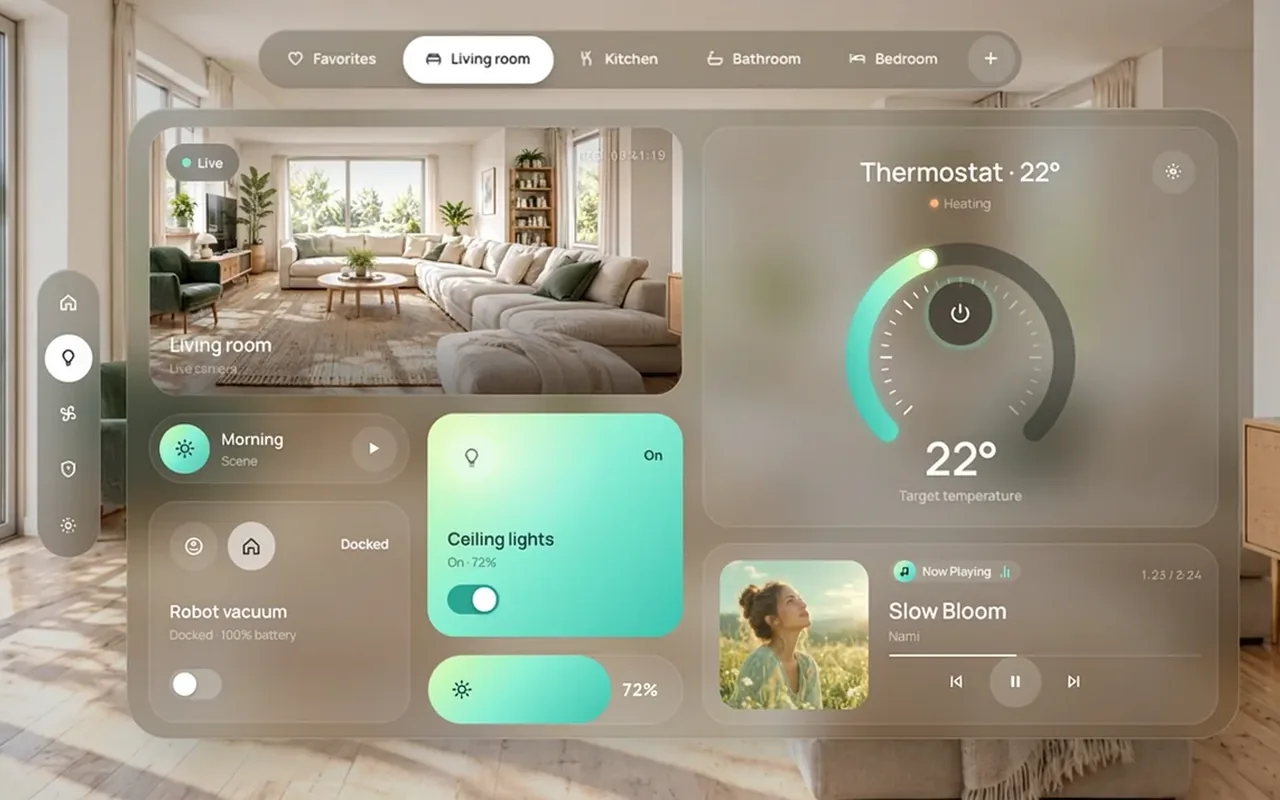 Favorites
Living room
Kitchen
Bathroom
Bedroom
Live
Living room
Live camera
Thermostat · 22°
Heating
22°
Target temperature
Morning
Scene
On
Ceiling lights
On · 72%
72%
Docked
Robot vacuum
Docked · 100% battery
Now Playing
1:23 / 2:24
Slow Bloom
Nami